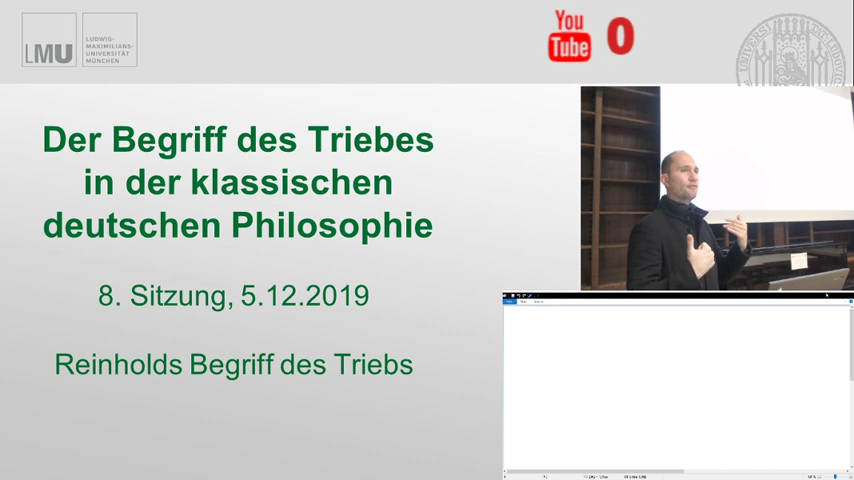 LMU
LUDWIG-
MAXIMILIANS-
UNIVERSITÄT
MÜNCHEN
You
Tube
0
Der Begriff des Triebes
in der klassischen
deutschen Philosophie
8. Sitzung, 5.12.2019
Reinholds Begriff des Triebs